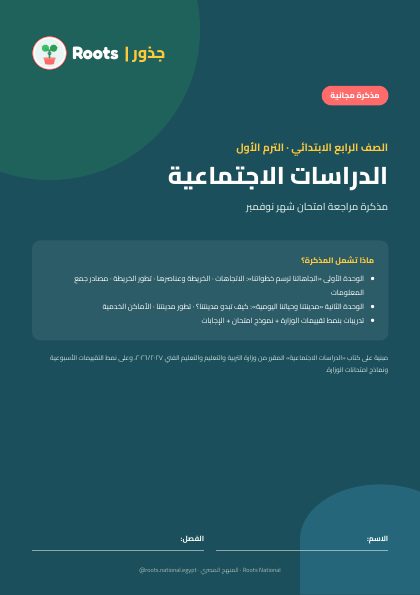 Roots | جذور
مذكرة مجانية
الصف الرابع الابتدائي · الترم الأول
الدراسات الاجتماعية
مذكرة مراجعة امتحان شهر نوفمبر
ماذا تشمل المذكرة؟
الوحدة الأولى «اتجاهاتنا ترسم خطواتنا»: الاتجاهات · الخريطة وعناصرها · تطور الخريطة · مصادر جمع
المعلومات
الوحدة الثانية «مدينتنا وحياتنا اليومية»: كيف تبدو مدينتنا؟ · تطور مدينتنا · الأماكن الخدمية
تدريبات بنمط تقييمات الوزارة + نموذج امتحان + الإجابات
مبنية على كتاب «الدراسات الاجتماعية» المقرر من وزارة التربية والتعليم والتعليم الفني ٢٠٢٦/٢٠٢٧، وعلى نمط التقييمات الأسبوعية
ونماذج امتحانات الوزارة.
الاسم:
الفصل:
Roots National · المنهج المصري · @roots.national.egypt